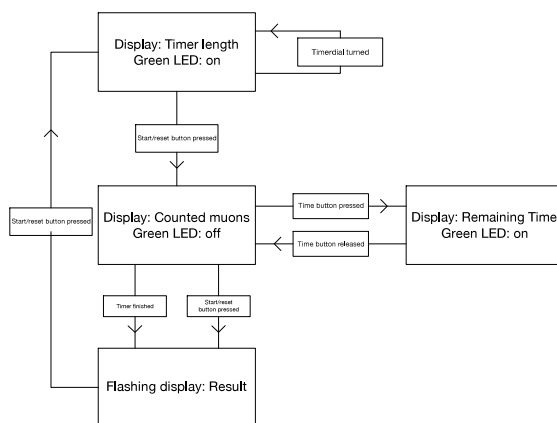 Display: Timer length
Green LED: on
Timerdial turned
Start/reset button pressed
Start/reset button pressed
Display: Counted muons
Green LED: off
Time button pressed
Time button released
Display: Remaining Time
Green LED: on
Timer finished
Start/reset
button pressed
Flashing display: Result